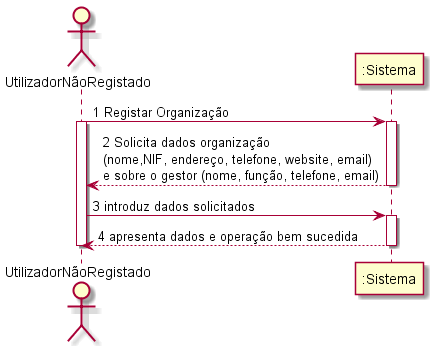 UtilizadorNãoRegistado
:Sistema
1 Registar Organização
2 Solicita dados organização
(nome,NIF, endereço, telefone, website, email)
e sobre o gestor (nome, função, telefone, email)
3 introduz dados solicitados
4 apresenta dados e operação bem sucedida
UtilizadorNãoRegistado
:Sistema